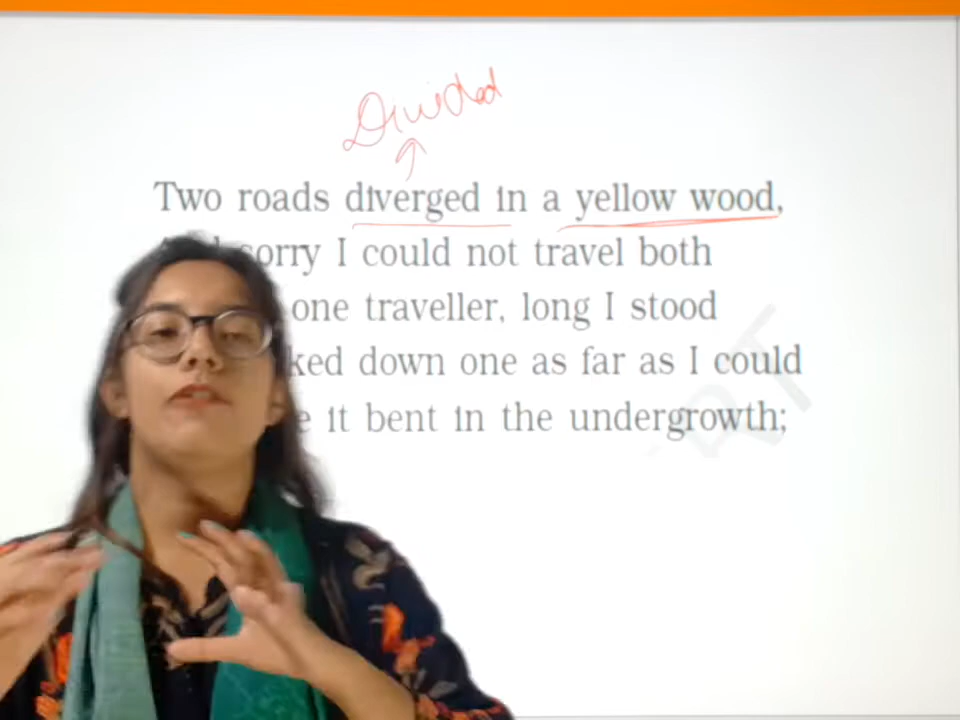 Divided
Two roads diverged in a yellow wood,
sorry I could not travel both
one traveller, long I stood
ked down one as far as I could
e it bent in the undergrowth;